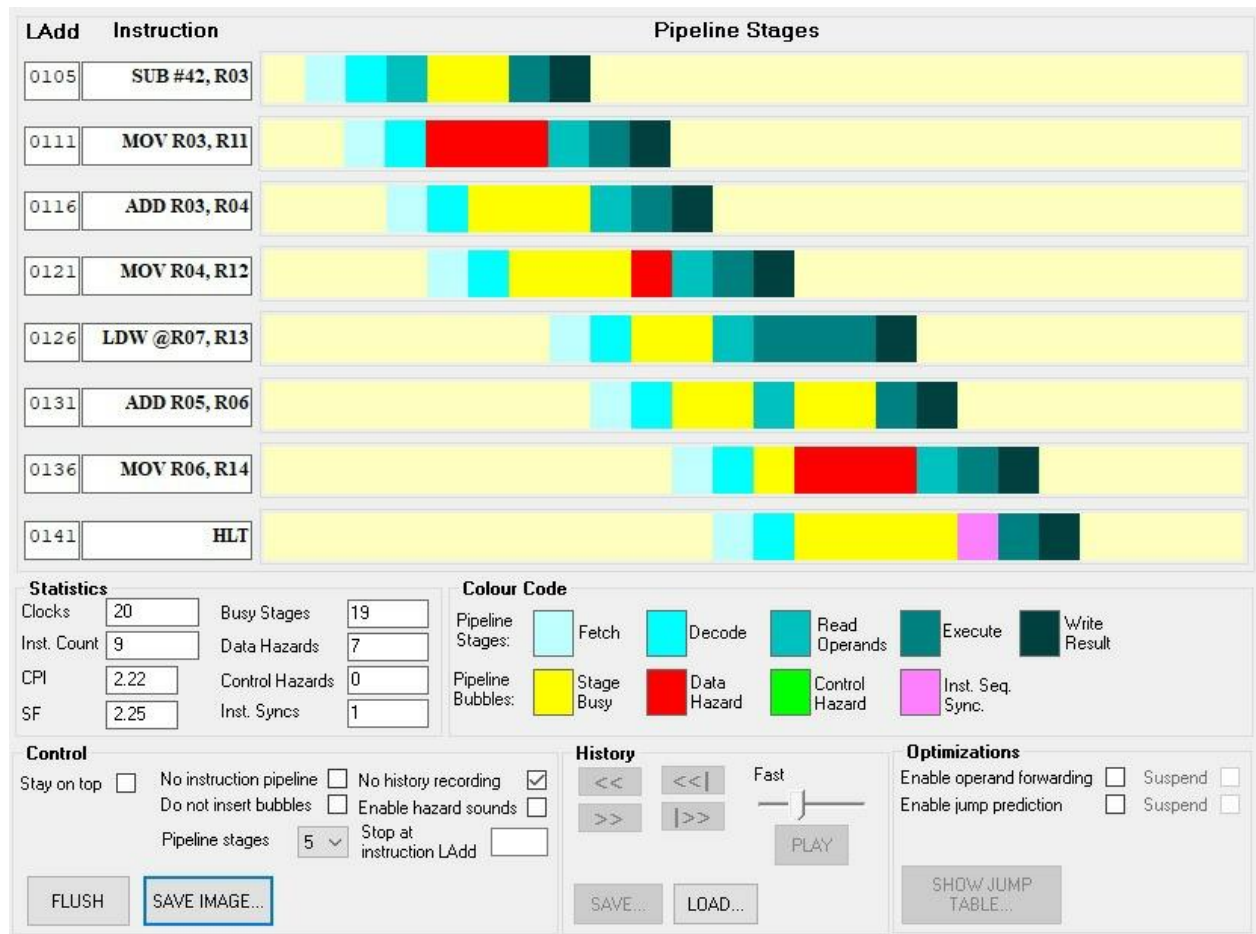 LAdd Instruction Pipeline Stages
0105 SUB #42, R03
0111 MOV R03, R11
0116 ADD R03, R04
0121 MOV R04, R12
0126 LDW @R07, R13
0131 ADD R05, R06
0136 MOV R06, R14
0141 HLT
Statistics
Clocks 20 Busy Stages 19
Inst. Count 9 Data Hazards 7
CPI 2.22 Control Hazards 0
SF 2.25 Inst. Syncs 1
Colour Code
Pipeline Stages: Fetch Decode Read Operands Execute Write Result
Pipeline Bubbles: Stage Busy Data Hazard Control Hazard Inst. Seq. Sync.
Control
Stay on top No instruction pipeline No history recording
Do not insert bubbles Enable hazard sounds
Pipeline stages 5 Stop at instruction LAdd
FLUSH SAVE IMAGE...
History
<< <<| Fast
>> |>>
PLAY
SAVE... LOAD...
Optimizations
Enable operand forwarding Suspend
Enable jump prediction Suspend
SHOW JUMP
TABLE...